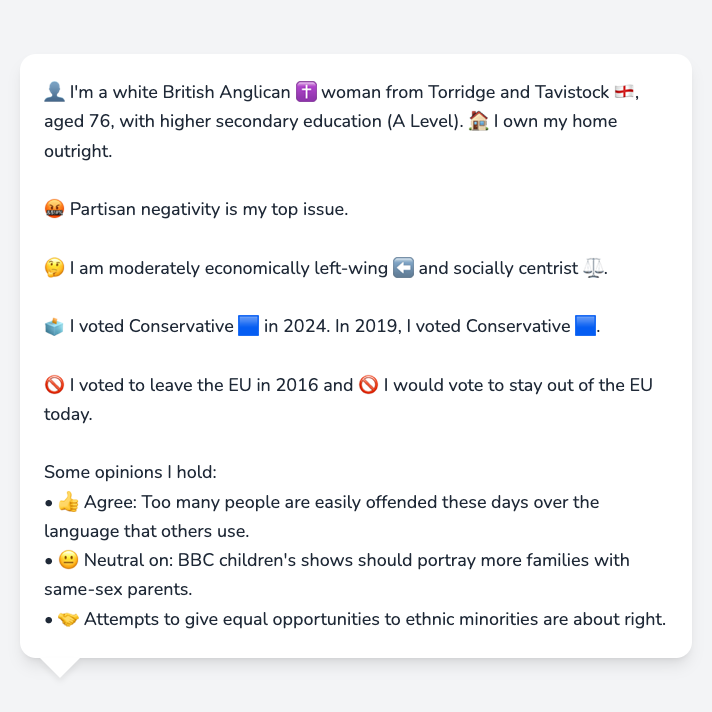 👤 I'm a white British Anglican ✝️ woman from Torridge and Tavistock 🏴󠁧󠁢󠁥󠁮󠁧󠁿,
aged 76, with higher secondary education (A Level). 🏠 I own my home
outright.
🤬 Partisan negativity is my top issue.
🤔 I am moderately economically left-wing ⬅️ and socially centrist ⚖️.
🗳️ I voted Conservative 🟦 in 2024. In 2019, I voted Conservative 🟦.
🚫 I voted to leave the EU in 2016 and 🚫 I would vote to stay out of the EU
today.
Some opinions I hold:
• 👍 Agree: Too many people are easily offended these days over the
language that others use.
• 😐 Neutral on: BBC children's shows should portray more families with
same-sex parents.
• 🤝 Attempts to give equal opportunities to ethnic minorities are about right.